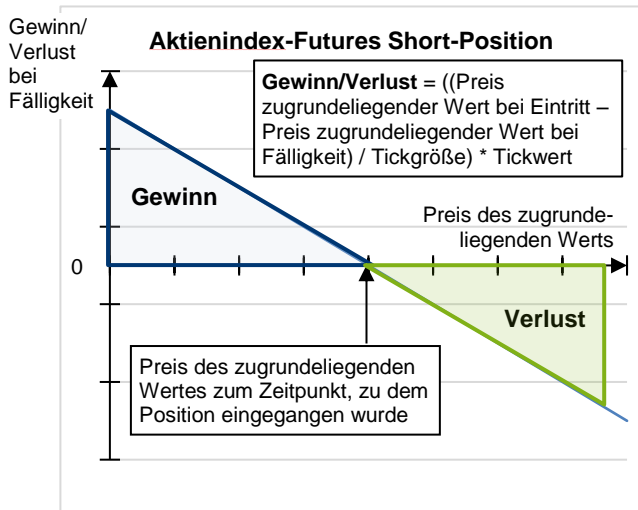 Gewinn/
Verlust
bei
Fälligkeit
Aktienindex-Futures Short-Position
Gewinn/Verlust = ((Preis
zugrundeliegender Wert bei Eintritt –
Preis zugrundeliegender Wert bei
Fälligkeit) / Tickgröße) * Tickwert
Gewinn
Preis des zugrunde-
liegenden Werts
0
Verlust
Preis des zugrundeliegenden
Wertes zum Zeitpunkt, zu dem
Position eingegangen wurde